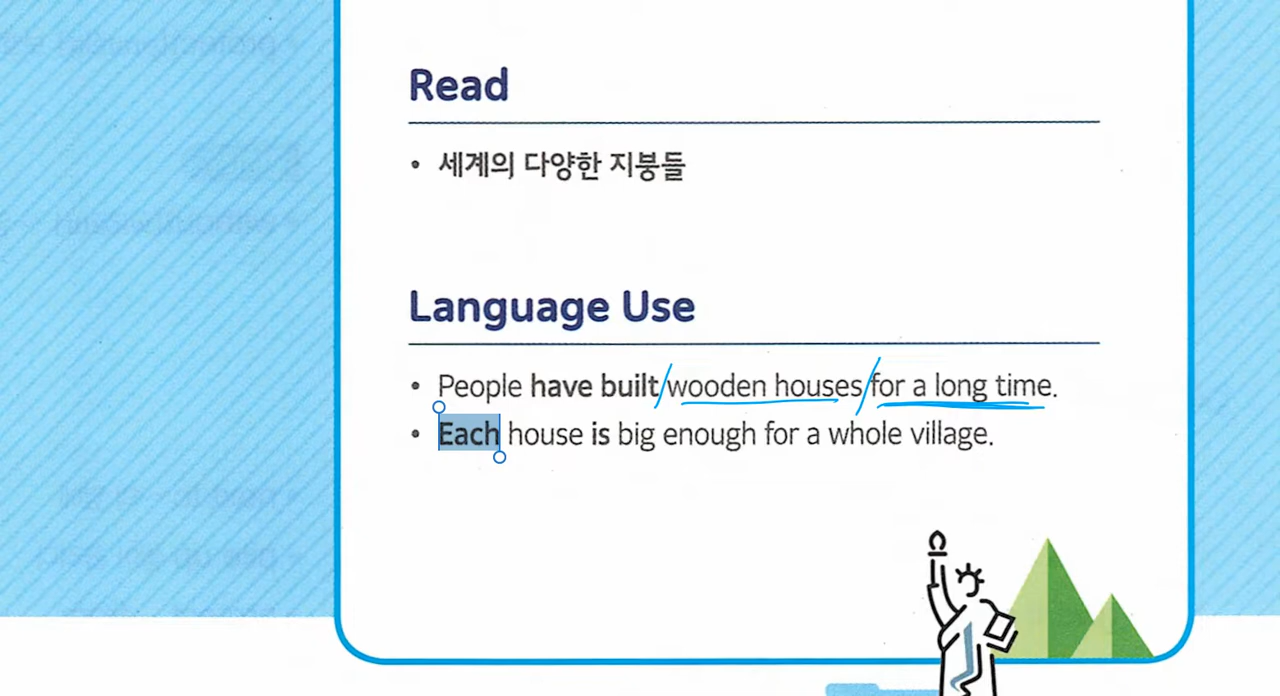 Read
• 세계의 다양한 지붕들
Language Use
• People have built/wooden houses/for a long time.
• Each house is big enough for a whole village.